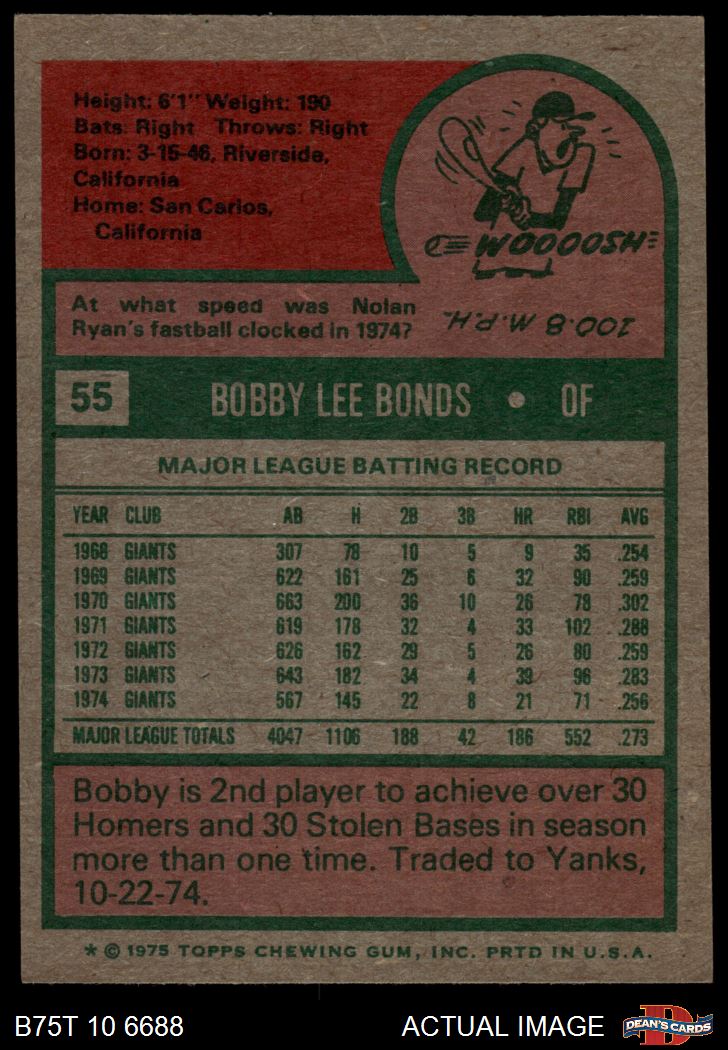 Height: 6'1" Weight: 190
Bats: Right Throws: Right
Born: 3-15-46, Riverside,
California
Home: San Carlos,
California
WOOOOSH
At what speed was Nolan
Ryan's fastball clocked in 1974?
100.8 M.P.H.
55 BOBBY LEE BONDS • OF
MAJOR LEAGUE BATTING RECORD
YEAR CLUB AB H 2B 3B HR RBI AVG
1968 GIANTS 307 78 10 5 9 35 .254
1969 GIANTS 622 161 25 6 32 90 .259
1970 GIANTS 663 200 36 10 26 78 .302
1971 GIANTS 619 178 32 4 33 102 .288
1972 GIANTS 626 162 29 5 26 80 .259
1973 GIANTS 643 182 34 4 39 96 .283
1974 GIANTS 567 145 22 8 21 71 .256
MAJOR LEAGUE TOTALS 4047 1106 188 42 186 552 .273
Bobby is 2nd player to achieve over 30
Homers and 30 Stolen Bases in season
more than one time. Traded to Yanks,
10-22-74.
* © 1975 TOPPS CHEWING GUM, INC. PRTD IN U.S.A.
B75T 10 6688 ACTUAL IMAGE
D
DEAN'S CARDS